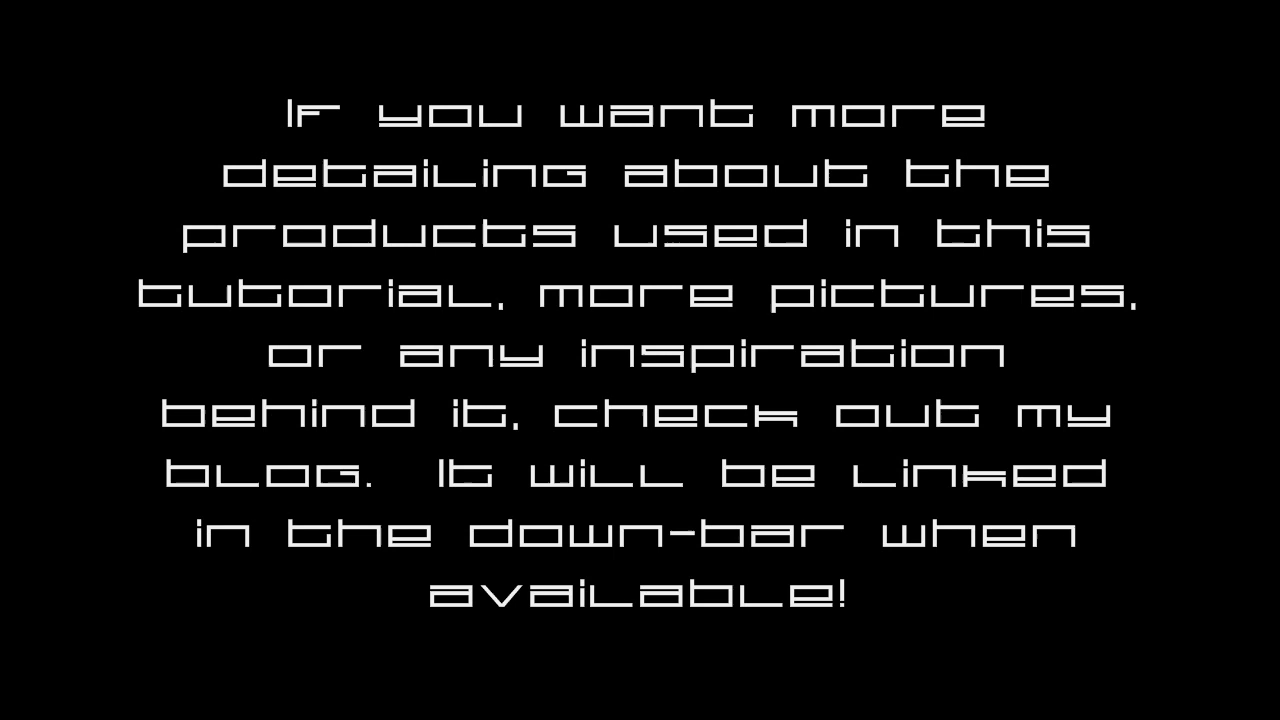 If you want more
detailing about the
products used in this
tutorial, more pictures,
or any inspiration
behind it, check out my
blog.  It will be linked
in the down-bar when
available!